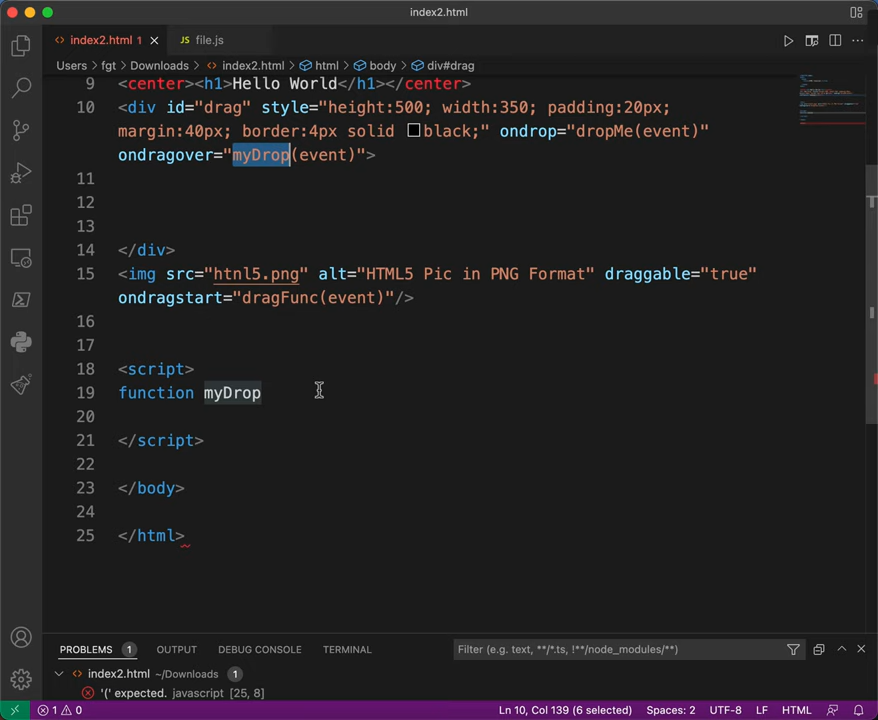 index2.html
index2.html 1
JS file.js
Users > fgt > Downloads > index2.html > html > body > div#drag
9 <center><h1>Hello World</h1></center>
10 <div id="drag" style="height:500; width:350; padding:20px;
margin:40px; border:4px solid black;" ondrop="dropMe(event)"
ondragover="myDrop(event)">
11
12
13
14 </div>
15 <img src="htnl5.png" alt="HTML5 Pic in PNG Format" draggable="true"
ondragstart="dragFunc(event)"/>
16
17
18 <script>
19 function myDrop
20
21 </script>
22
23 </body>
24
25 </html>
PROBLEMS 1 OUTPUT DEBUG CONSOLE TERMINAL Filter (e.g. text, **/*.ts, !**/node_modules/**)
index2.html ~/Downloads 1
'(' expected. javascript [25, 8]
1 0 Ln 10, Col 139 (6 selected) Spaces: 2 UTF-8 LF HTML